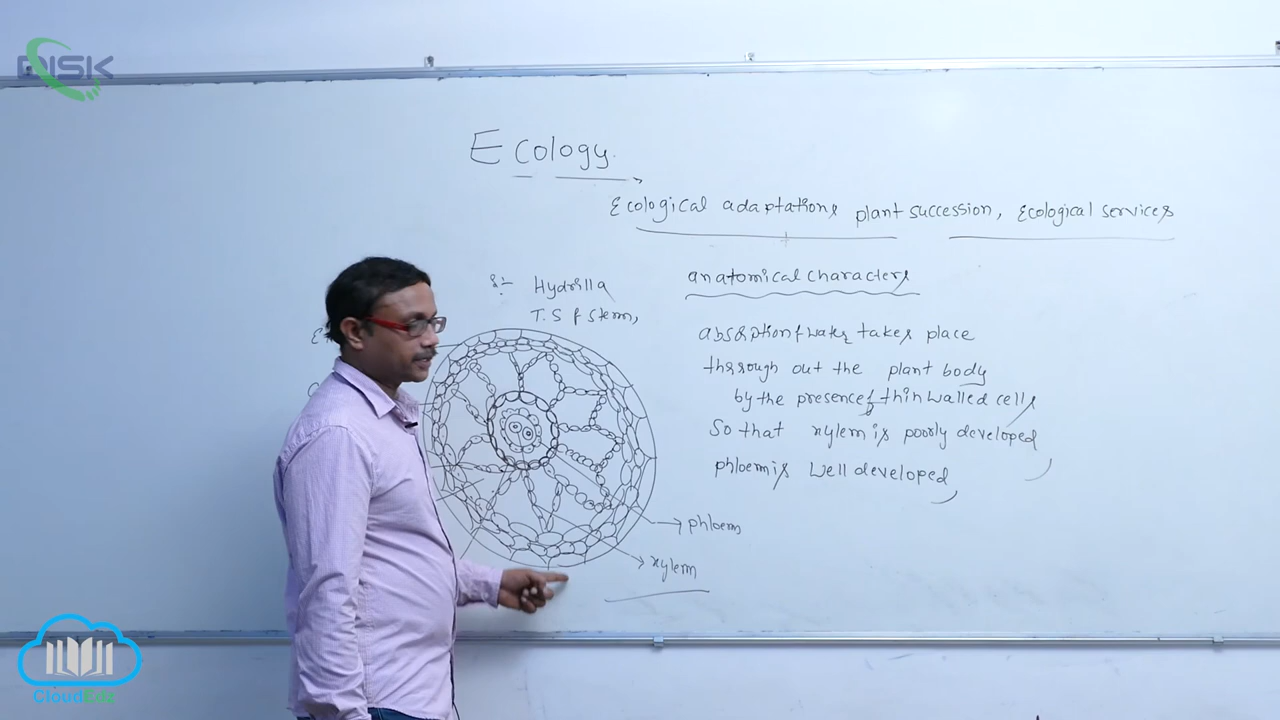 DISK
Ecology.
Ecological adaptations plant succession, Ecological services
anatomical characters
Hydrilla
T. S of stem,
absorption of water takes place
through out the plant body
by the presence of thin walled cells
So that xylem is poorly developed
phloem is well developed
phloem
xylem
CloudEdz